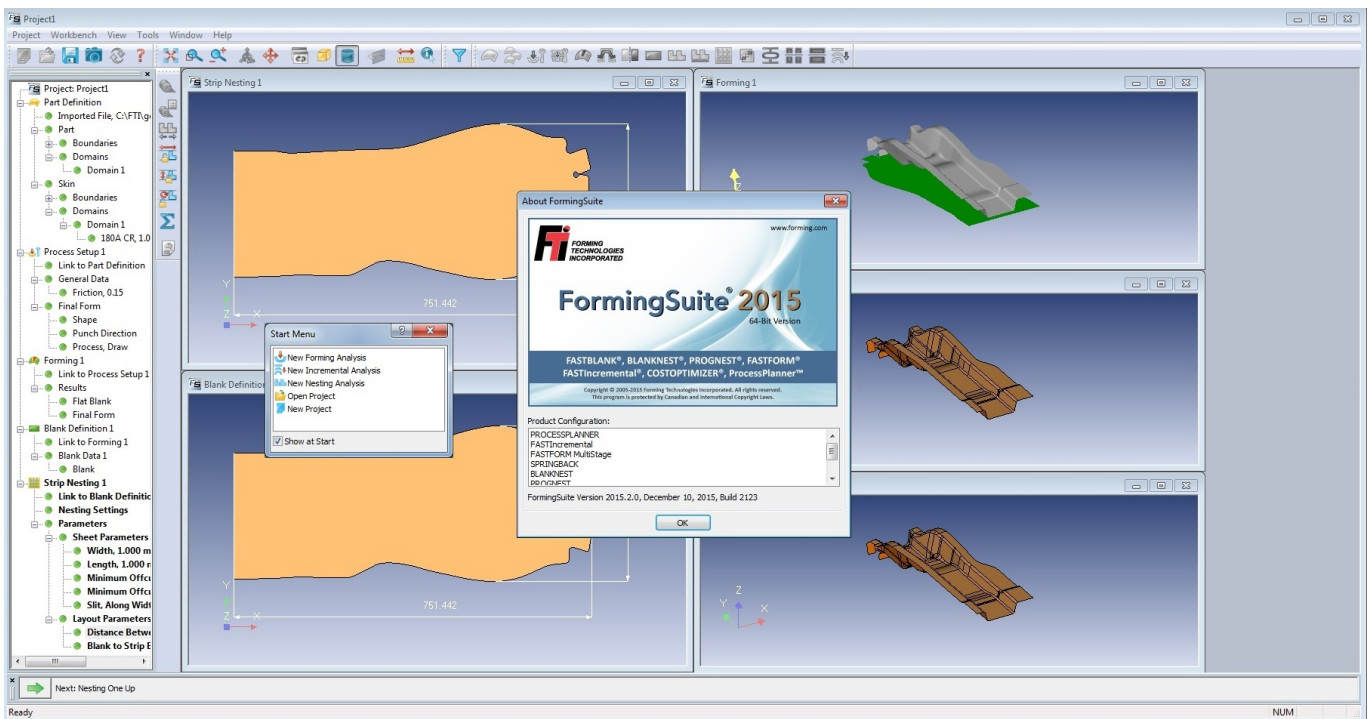 Project1
Project Workbench View Tools Window Help
Project: Project1
Part Definition
Imported File, C:\FTI\g
Part
Boundaries
Domains
Domain 1
Skin
Boundaries
Domains
Domain 1
180A CR, 1.0
Process Setup 1
Link to Part Definition
General Data
Friction, 0.15
Final Form
Shape
Punch Direction
Process, Draw
Forming 1
Link to Process Setup 1
Results
Flat Blank
Final Form
Blank Definition 1
Link to Forming 1
Blank Data 1
Blank
Strip Nesting 1
Link to Blank Definitic
Nesting Settings
Parameters
Sheet Parameters
Width, 1.000 m
Length, 1.000 r
Minimum Offcu
Minimum Offcu
Slit, Along Widt
Layout Parameters
Distance Betwe
Blank to Strip E
Strip Nesting 1
Y
Z X
751.442
Blank Definition
Y
Z X
751.442
Forming 1
Z
Z
Y X
Start Menu
New Forming Analysis
New Incremental Analysis
New Nesting Analysis
Open Project
New Project
Show at Start
About FormingSuite
www.forming.com
FTI
FORMING
TECHNOLOGIES
INCORPORATED
FormingSuite® 2015
64-Bit Version
FASTBLANK®, BLANKNEST®, PROGNEST®, FASTFORM®
FASTIncremental®, COSTOPTIMIZER®, ProcessPlanner™
Copyright © 2005-2015 Forming Technologies Incorporated. All rights reserved.
This program is protected by Canadian and International Copyright Laws.
Product Configuration:
PROCESSPLANNER
FASTIncremental
FASTFORM MultiStage
SPRINGBACK
BLANKNEST
PROGNEST
FormingSuite Version 2015.2.0, December 10, 2015, Build 2123
OK
Next: Nesting One Up
Ready
NUM